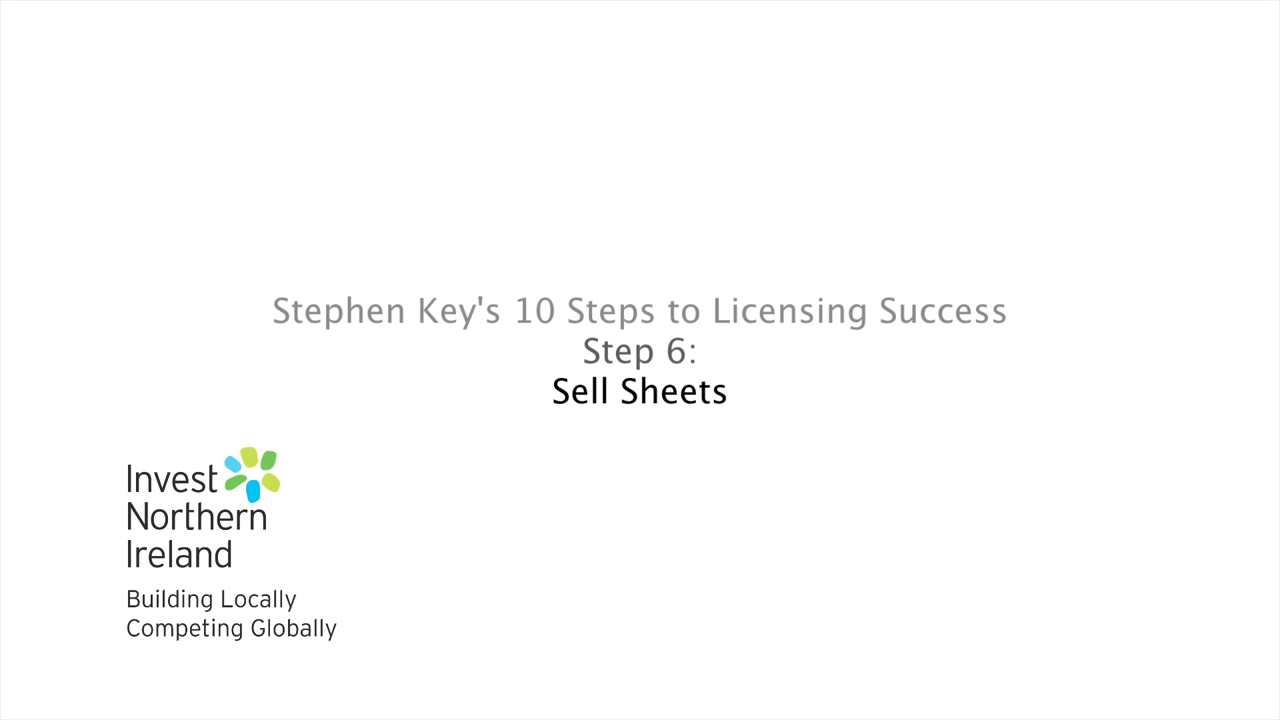 Stephen Key's 10 Steps to Licensing Success
Step 6:
Sell Sheets
Invest
Northern
Ireland
Building Locally
Competing Globally